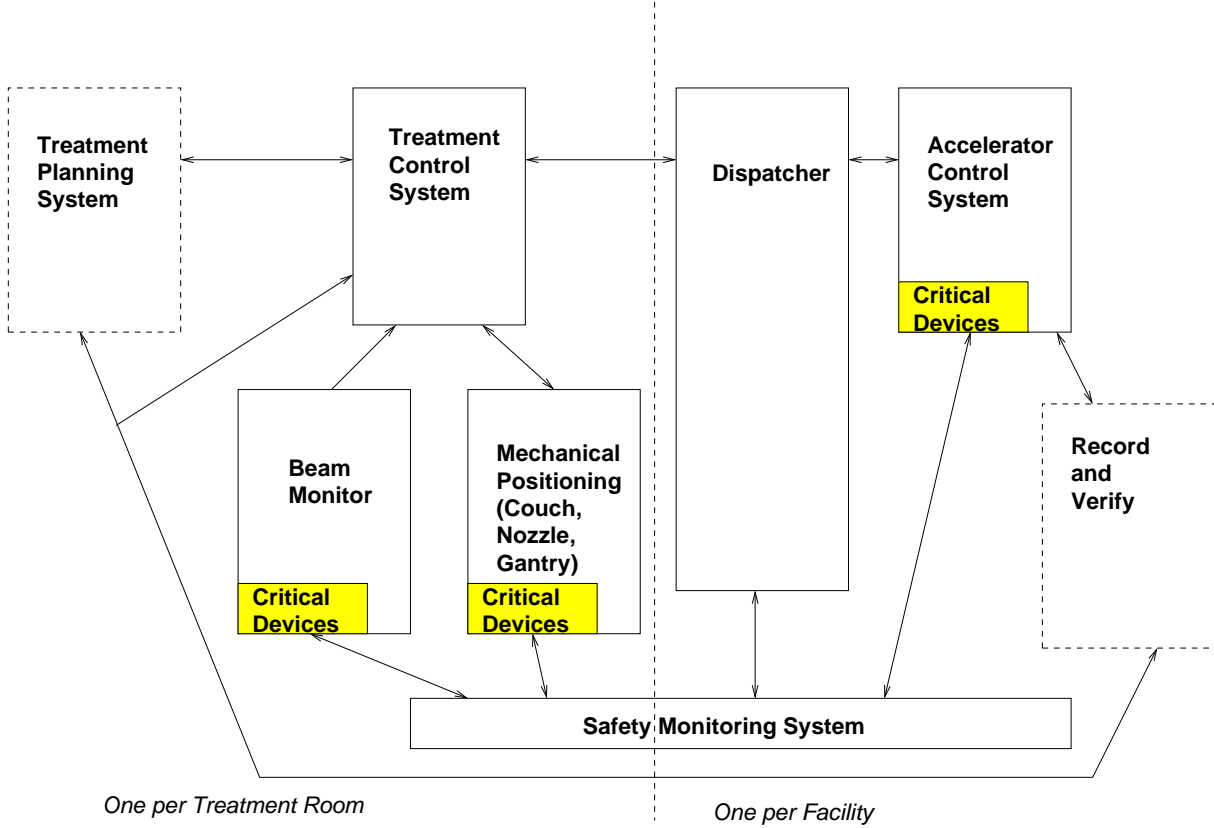 Treatment
Planning
System
Treatment
Control
System
Dispatcher
Accelerator
Control
System
Critical
Devices
Beam
Monitor
Critical
Devices
Mechanical
Positioning
(Couch,
Nozzle,
Gantry)
Critical
Devices
Record
and
Verify
Safety Monitoring System
One per Treatment Room
One per Facility